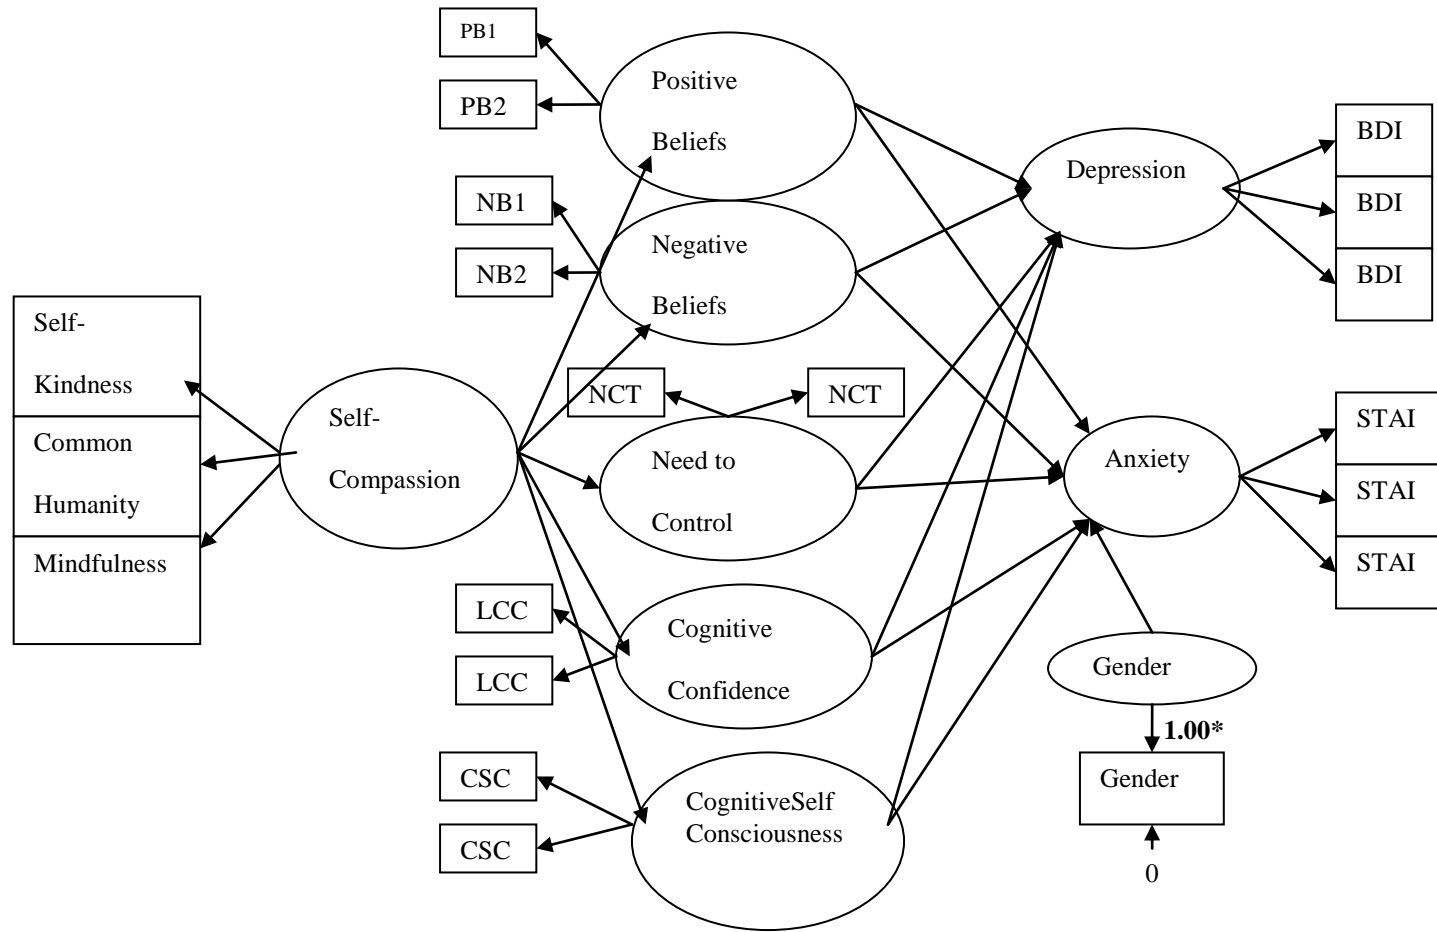 PB1
PB2
Positive
Beliefs
NB1
NB2
Negative
Beliefs
Self-
Kindness
Common
Humanity
Mindfulness
Self-
Compassion
NCT
NCT
Need to
Control
LCC
LCC
Cognitive
Confidence
CSC
CSC
CognitiveSelf
Consciousness
Depression
BDI
BDI
BDI
Anxiety
STAI
STAI
STAI
Gender
1.00*
Gender
0